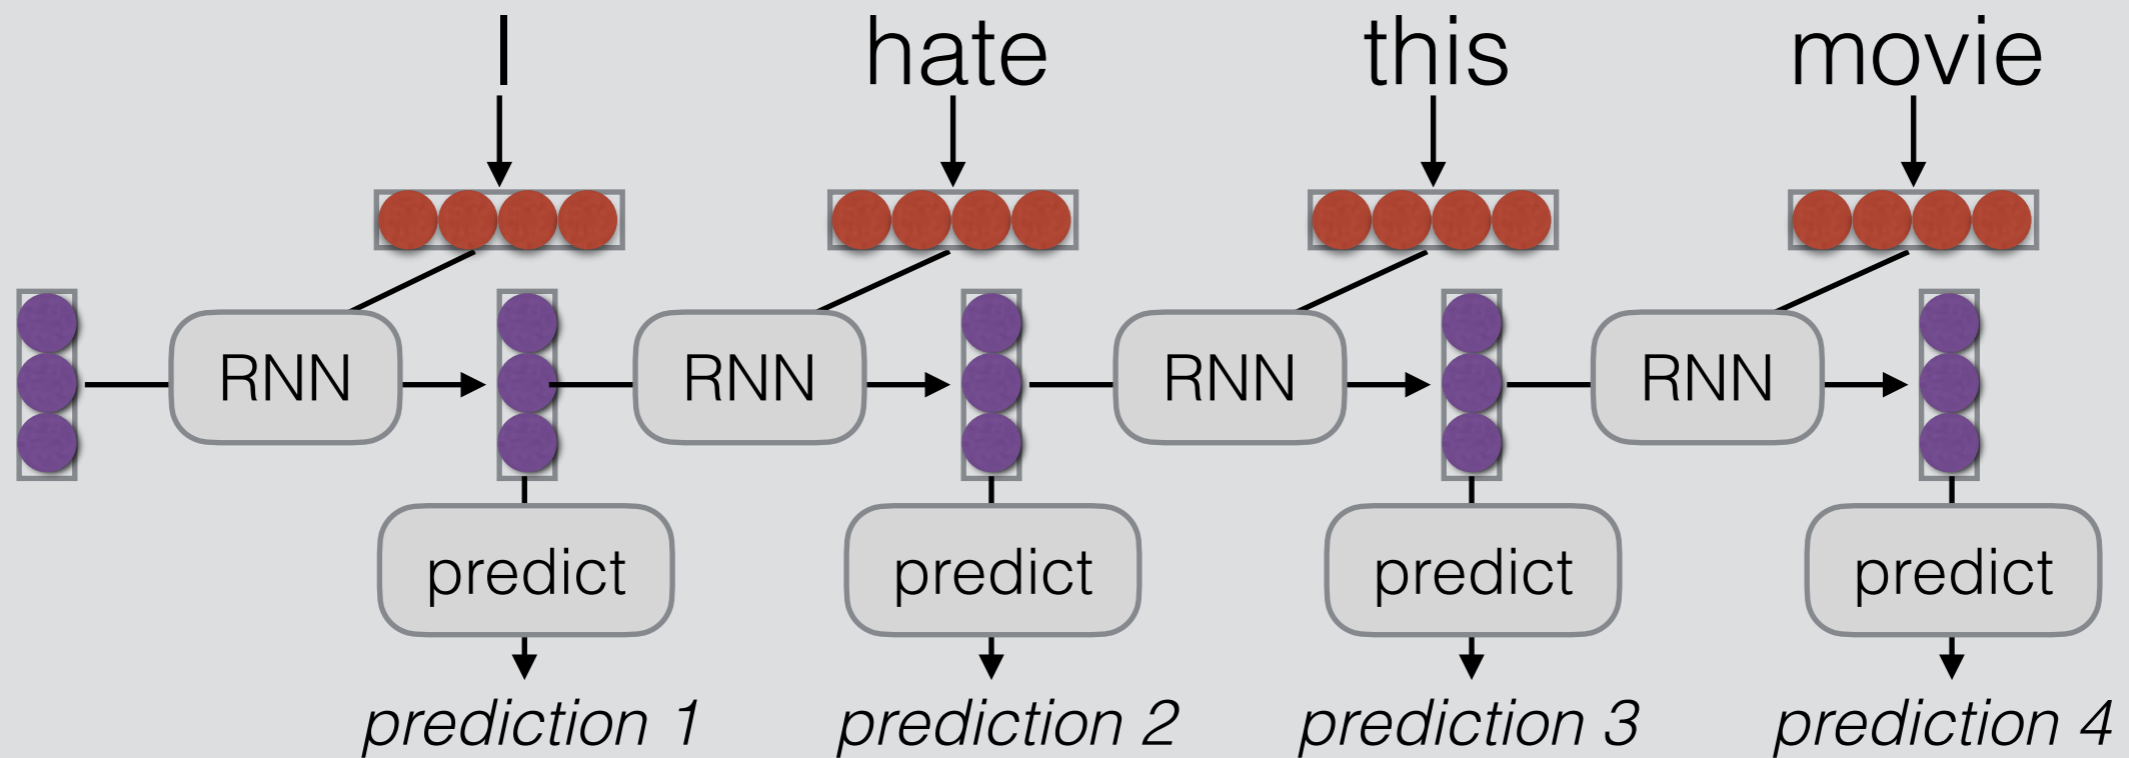 I hate this movie
RNN RNN RNN RNN
predict predict predict predict
prediction 1 prediction 2 prediction 3 prediction 4